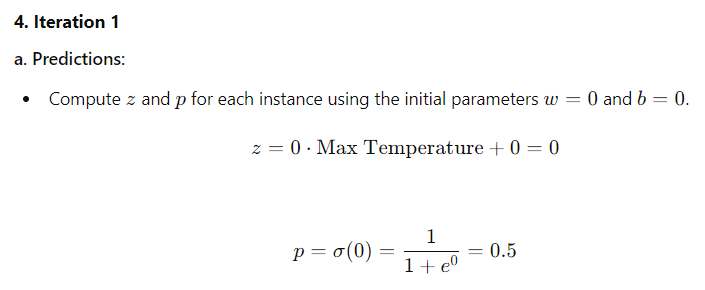 4. Iteration 1
a. Predictions:
• Compute z and p for each instance using the initial parameters w = 0 and b = 0.
z = 0 · Max Temperature + 0 = 0
p = σ(0) = 1 / (1 + e⁰) = 0.5